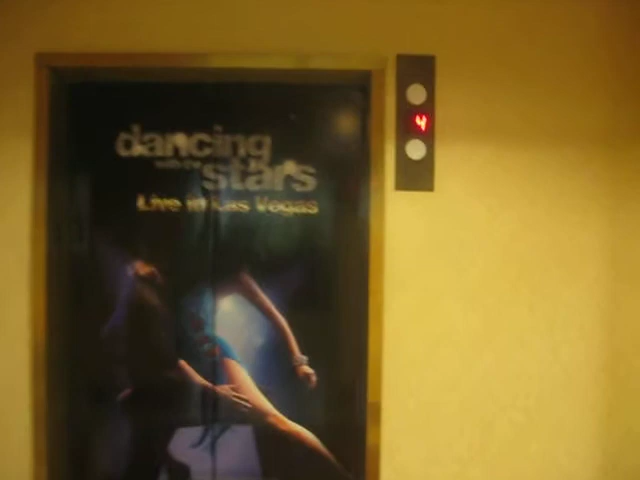 dancing
with the
stars
Live in Las Vegas
4